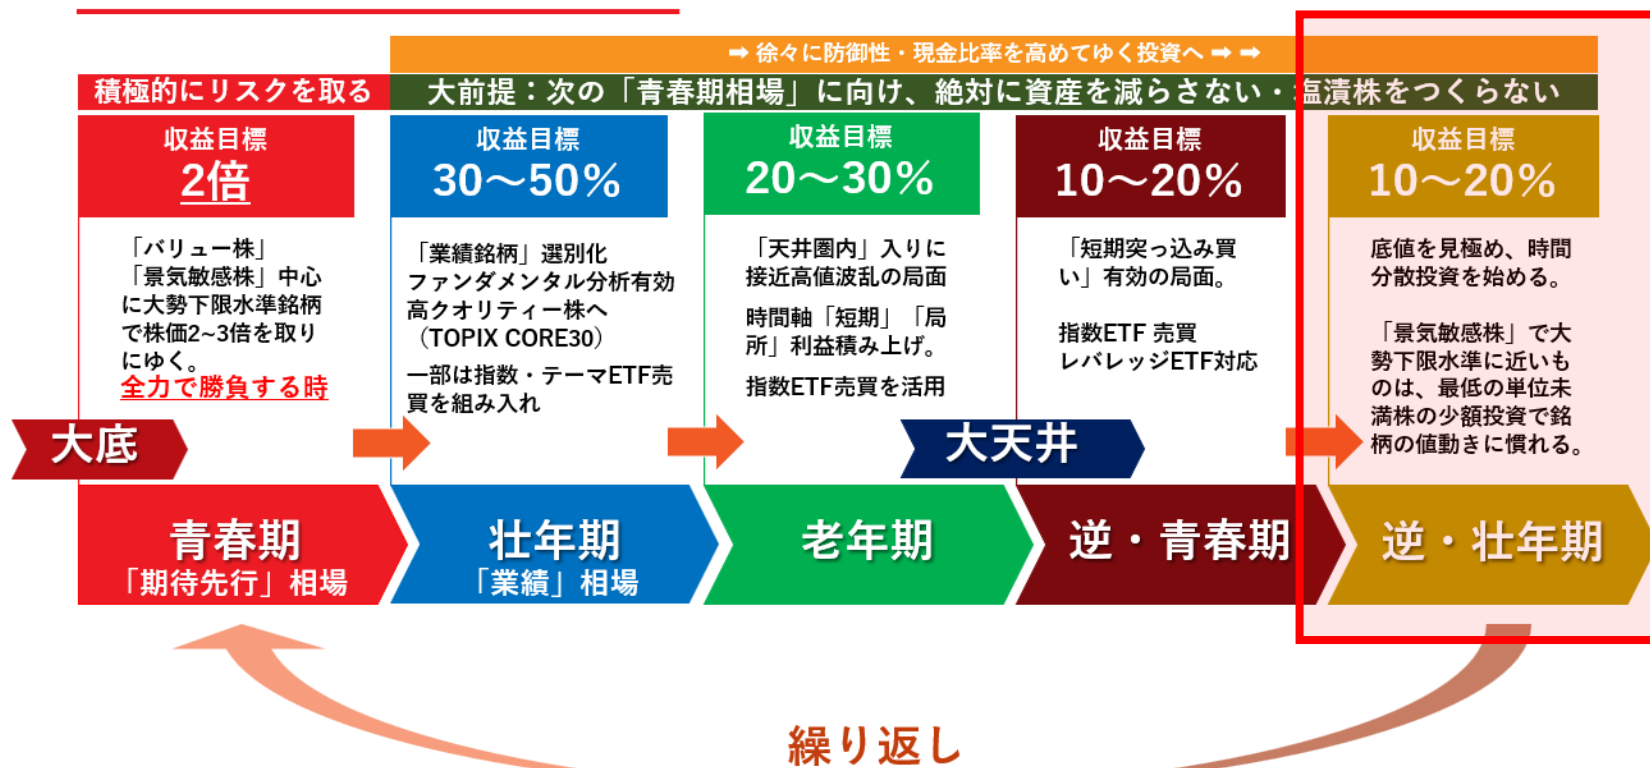 ➡ 徐々に防御性・現金比率を高めてゆく投資へ ➡ ➡
積極的にリスクを取る
大前提：次の「青春期相場」に向け、絶対に資産を減らさない・塩漬株をつくらない
収益目標
2倍
「バリュー株」
「景気敏感株」中心
に大勢下限水準銘柄
で株価2~3倍を取り
にゆく。
全力で勝負する時
収益目標
30～50%
「業績銘柄」選別化
ファンダメンタル分析有効
高クオリティー株へ
（TOPIX CORE30）
一部は指数・テーマETF売
買を組み入れ
収益目標
20～30%
「天井圏内」入りに
接近高値波乱の局面
時間軸「短期」「局
所」利益積み上げ。
指数ETF売買を活用
収益目標
10～20%
「短期突っ込み買
い」有効の局面。
指数ETF 売買
レバレッジETF対応
収益目標
10～20%
底値を見極め、時間
分散投資を始める。
「景気敏感株」で大
勢下限水準に近いも
のは、最低の単位未
満株の少額投資で銘
柄の値動きに慣れる。
大底
大天井
青春期
「期待先行」相場
壮年期
「業績」相場
老年期
逆・青春期
逆・壮年期
繰り返し